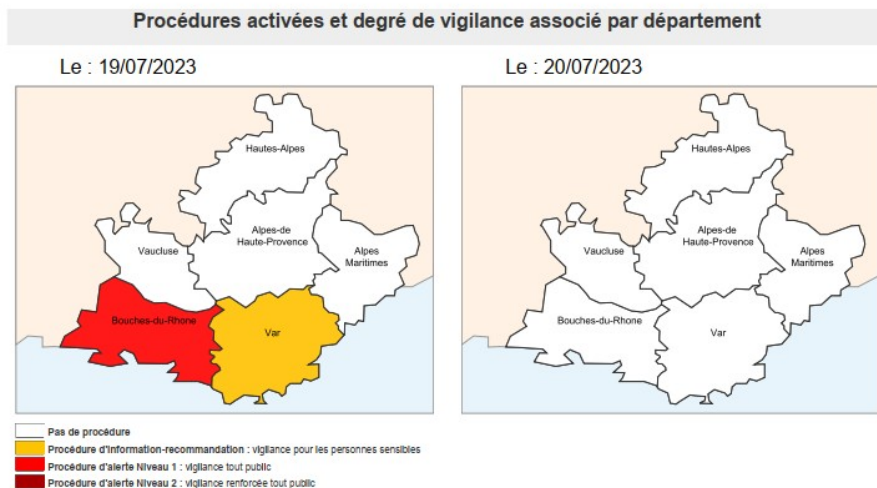 Procédures activées et degré de vigilance associé par département
Le : 19/07/2023
Le : 20/07/2023
Hautes-Alpes
Alpes-de
Haute-Provence
Vaucluse
Alpes
Maritimes
Bouches-du-Rhone
Var
Hautes-Alpes
Alpes-de
Haute-Provence
Vaucluse
Alpes
Maritimes
Bouches-du-Rhone
Var
Pas de procédure
Procédure d'information-recommandation : vigilance pour les personnes sensibles
Procédure d'alerte Niveau 1 : vigilance tout public
Procédure d'alerte Niveau 2 : vigilance renforcée tout public